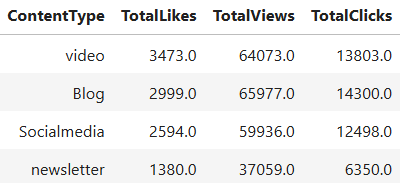 ContentType TotalLikes TotalViews TotalClicks
video 3473.0 64073.0 13803.0
Blog 2999.0 65977.0 14300.0
Socialmedia 2594.0 59936.0 12498.0
newsletter 1380.0 37059.0 6350.0